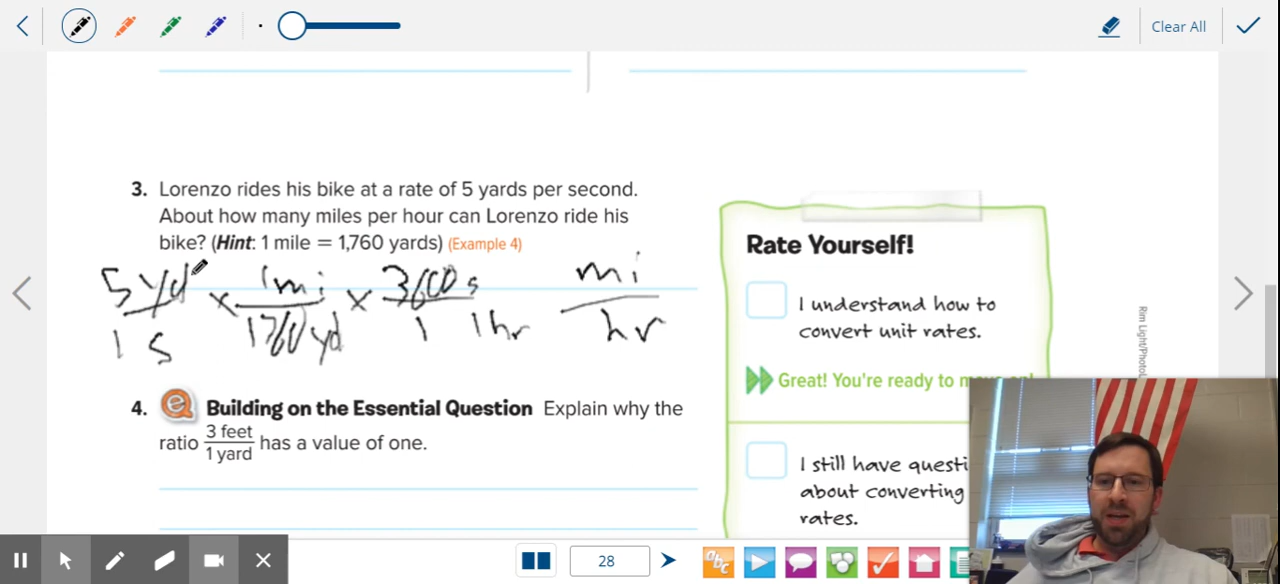 Clear All
3. Lorenzo rides his bike at a rate of 5 yards per second.
About how many miles per hour can Lorenzo ride his
bike? (Hint: 1 mile = 1,760 yards) (Example 4)
5 yd × 1 mi × 3600 s mi
1 s 1760 yd 1 1 hr hr
4. e Building on the Essential Question Explain why the
ratio 3 feet / 1 yard has a value of one.
Rate Yourself!
I understand how to
convert unit rates.
Great! You're ready to
I still have
about converting
rates.
Rim Light/
28
abc